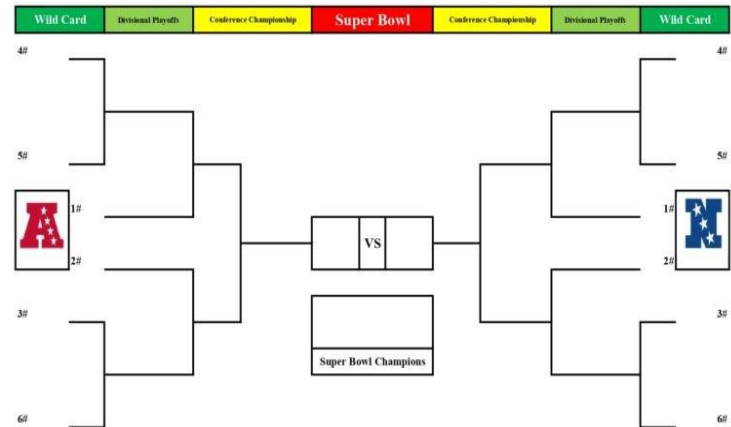 Wild Card Divisional Playoffs Conference Championship Super Bowl Conference Championship Divisional Playoffs Wild Card
4# 4#
5# 5#
A 1# 1# N
VS
2# 2#
3# 3#
Super Bowl Champions
6# 6#